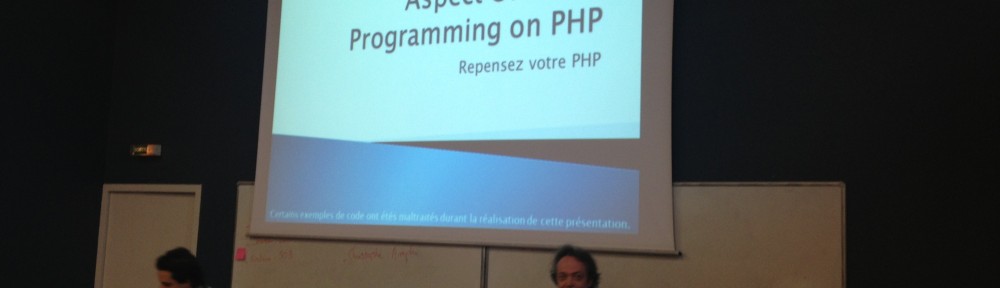 Aspect
Programming on PHP
Repensez votre PHP
Certains exemples de code ont étés maltraités durant la réalisation de cette présentation.